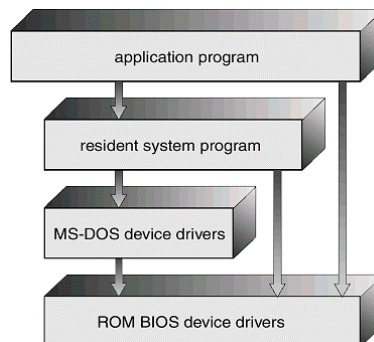 application program
resident system program
MS-DOS device drivers
ROM BIOS device drivers